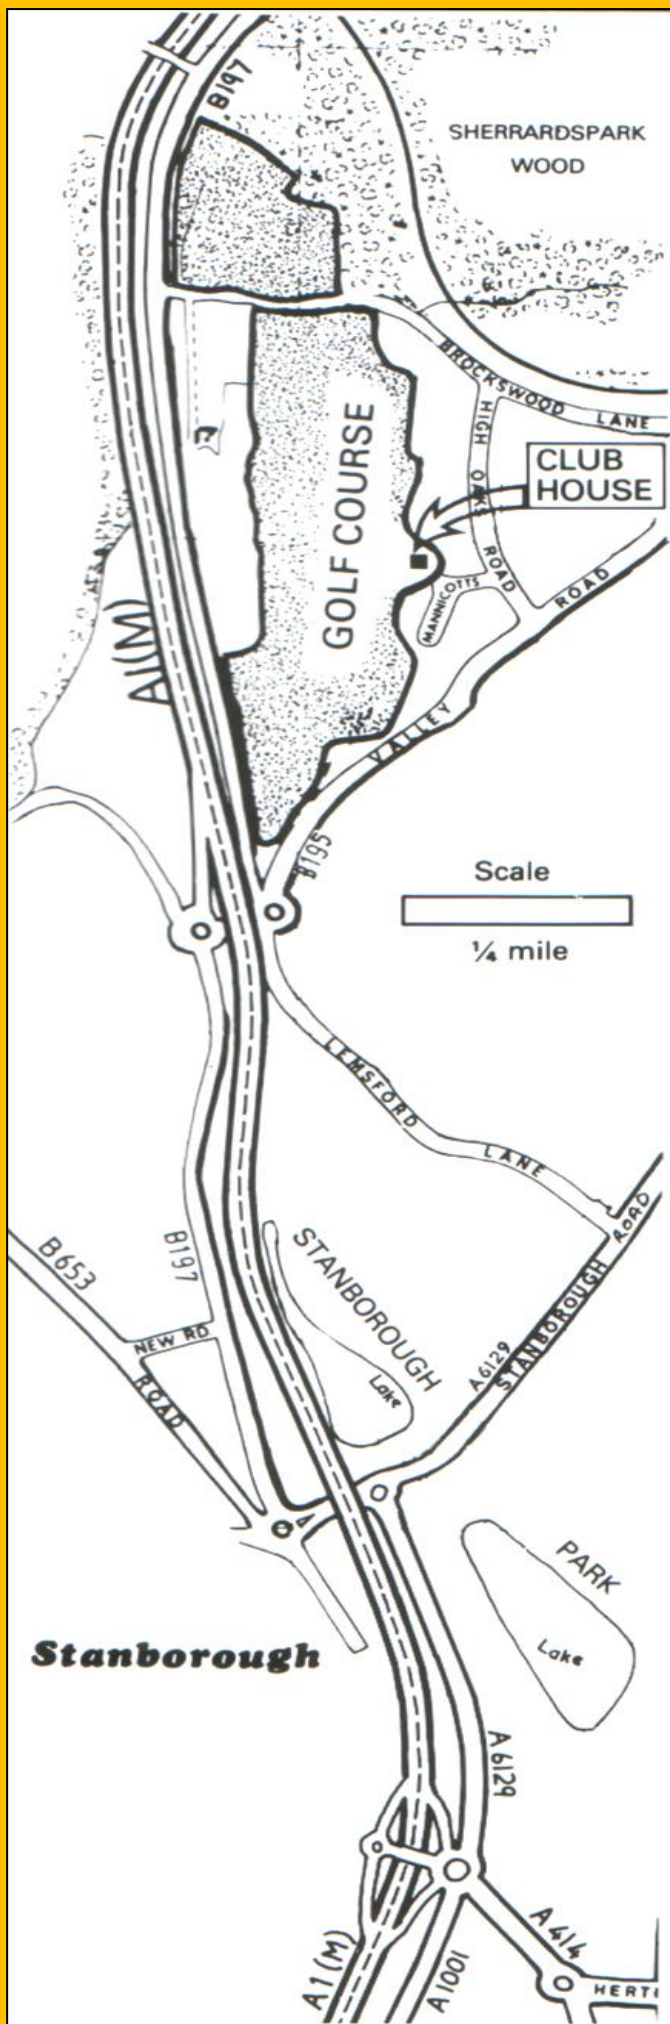 B197
SHERRARDSPARK
WOOD
BROCKSWOOD LANE
HIGH OAKS ROAD
CLUB
HOUSE
GOLF COURSE
MANNICOTTS
VALLEY ROAD
A1(M)
B195
Scale
¼ mile
LEMSFORD LANE
B653
B197
NEW RD.
ROAD
STANBOROUGH
Lake
A6129
STANBOROUGH ROAD
PARK
Lake
Stanborough
A6129
A1(M)
A1001
A414
HERTF